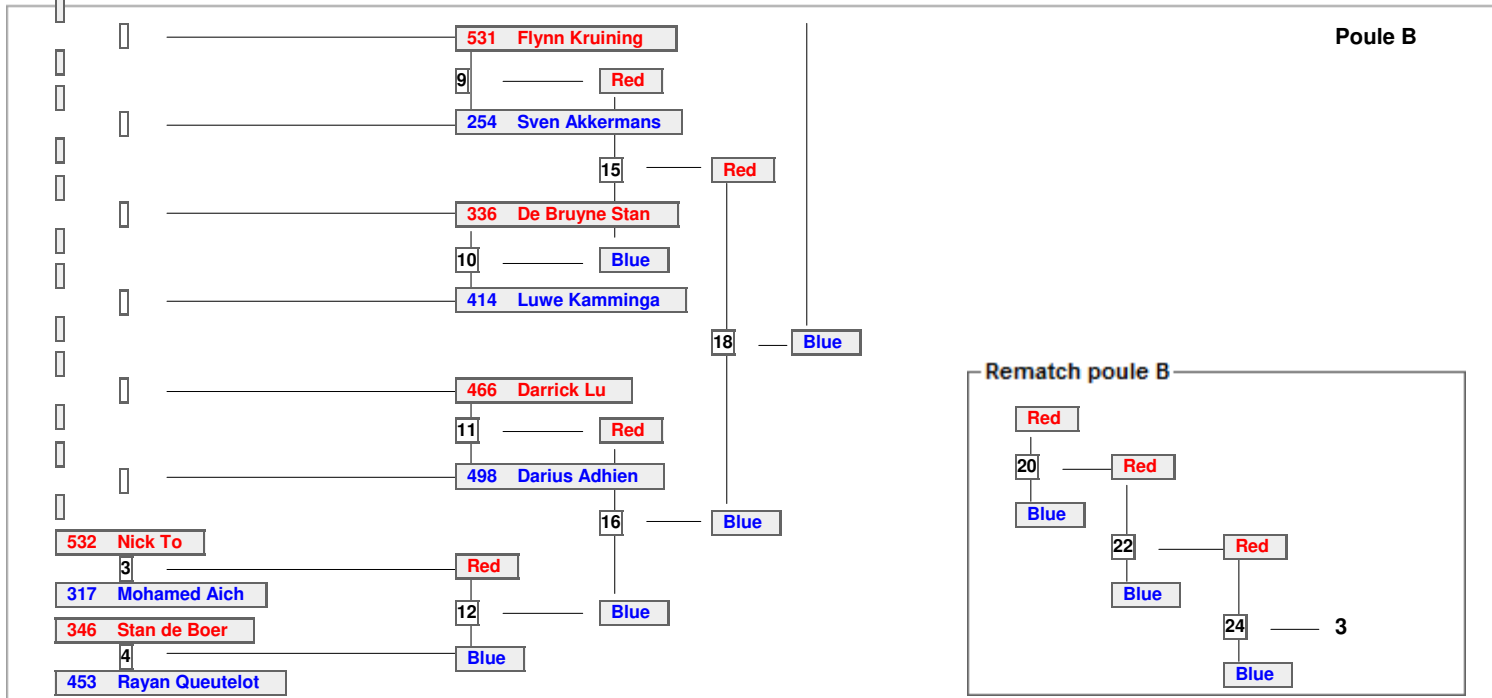 531 Flynn Kruining
Poule B
9 Red
254 Sven Akkermans
15 Red
336 De Bruyne Stan
10 Blue
414 Luwe Kamminga
18 Blue
Rematch poule B
466 Darrick Lu
Red
11 Red
20 Red
498 Darius Adhien
Blue
16 Blue
532 Nick To
22 Red
3 Red
317 Mohamed Aich
Blue
12 Blue
346 Stan de Boer
24 3
4 Blue
Blue
453 Rayan Queutelot